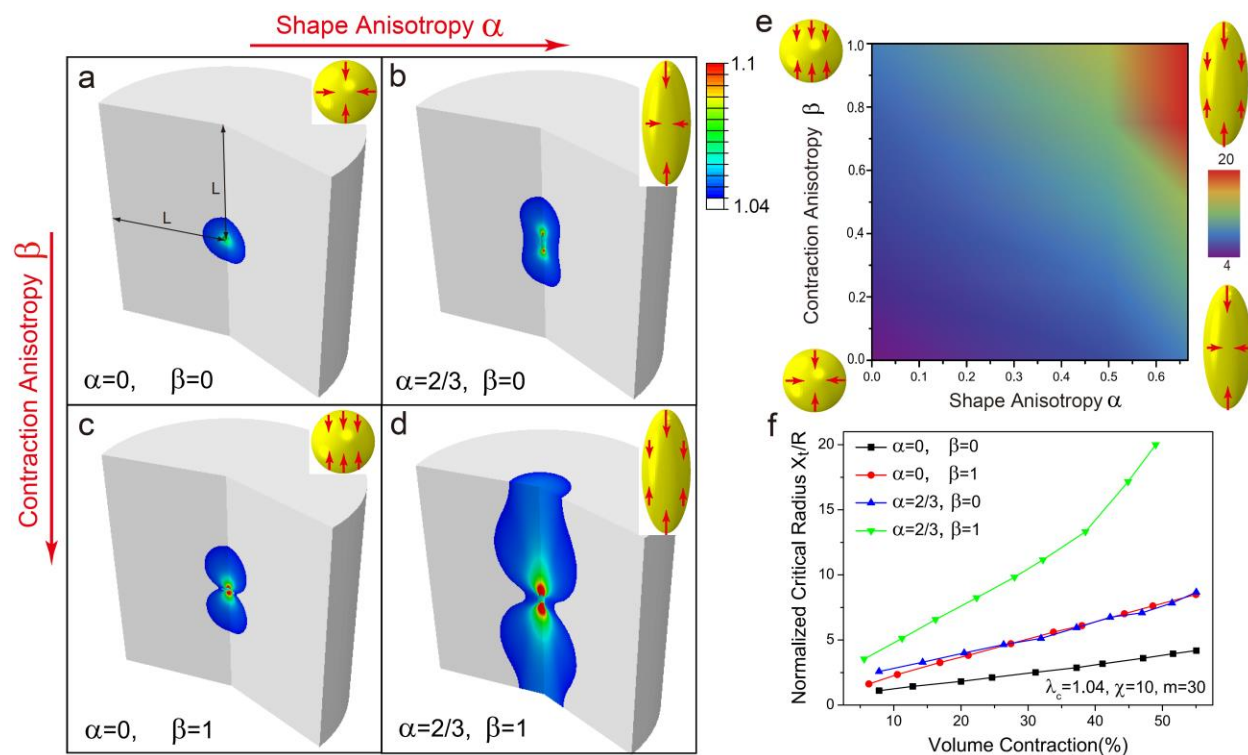 Shape Anisotropy α
Contraction Anisotropy β
a
L
L
α=0, β=0
b
α=2/3, β=0
1.1
1.04
c
α=0, β=1
d
α=2/3, β=1
e
Contraction Anisotropy β
1.0
0.8
0.6
0.4
0.2
0.0
0.0 0.1 0.2 0.3 0.4 0.5 0.6
Shape Anisotropy α
20
4
f
Normalized Critical Radius Xt/R
20
15
10
5
0
α=0, β=0
α=0, β=1
α=2/3, β=0
α=2/3, β=1
λc=1.04, χ=10, m=30
10 20 30 40 50
Volume Contraction(%)